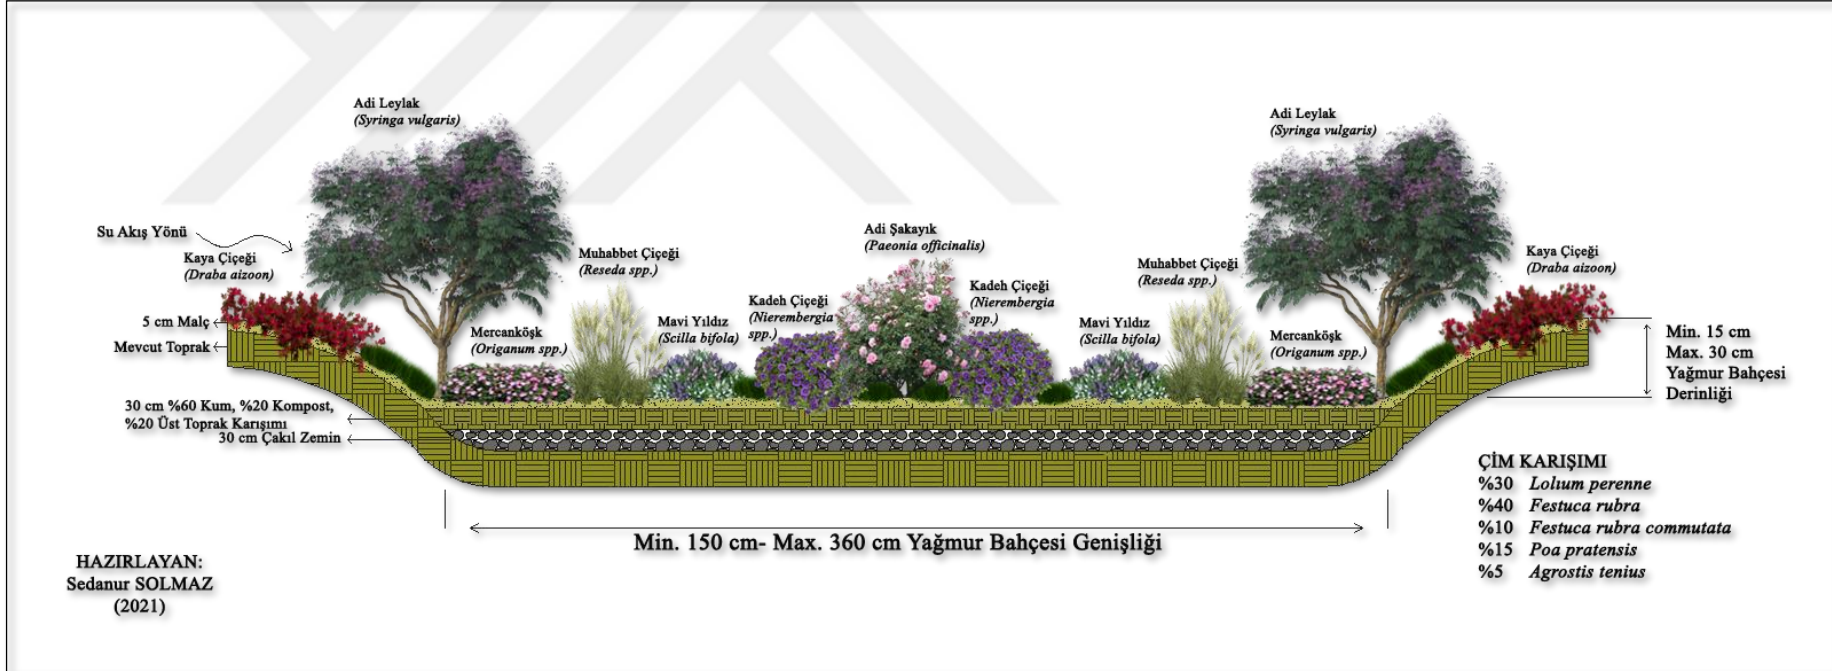 Adi Leylak
(Syringa vulgaris)
Adi Leylak
(Syringa vulgaris)
Su Akış Yönü
Kaya Çiçeği
(Draba aizoon)
Muhabbet Çiçeği
(Reseda spp.)
Adi Şakayık
(Paeonia officinalis)
Muhabbet Çiçeği
(Reseda spp.)
Kaya Çiçeği
(Draba aizoon)
5 cm Malç
Mevcut Toprak
Mercanköşk
(Origanum spp.)
Mavi Yıldız
(Scilla bifola)
Kadeh Çiçeği
(Nierembergia
spp.)
Kadeh Çiçeği
(Nierembergia
spp.)
Mavi Yıldız
(Scilla bifola)
Mercanköşk
(Origanum spp.)
Min. 15 cm
Max. 30 cm
Yağmur Bahçesi
Derinliği
30 cm %60 Kum, %20 Kompost,
%20 Üst Toprak Karışımı
30 cm Çakıl Zemin
Min. 150 cm- Max. 360 cm Yağmur Bahçesi Genişliği
ÇİM KARIŞIMI
%30 Lolıum perenne
%40 Festuca rubra
%10 Festuca rubra commutata
%15 Poa pratensis
%5 Agrostis tenius
HAZIRLAYAN:
Sedanur SOLMAZ
(2021)